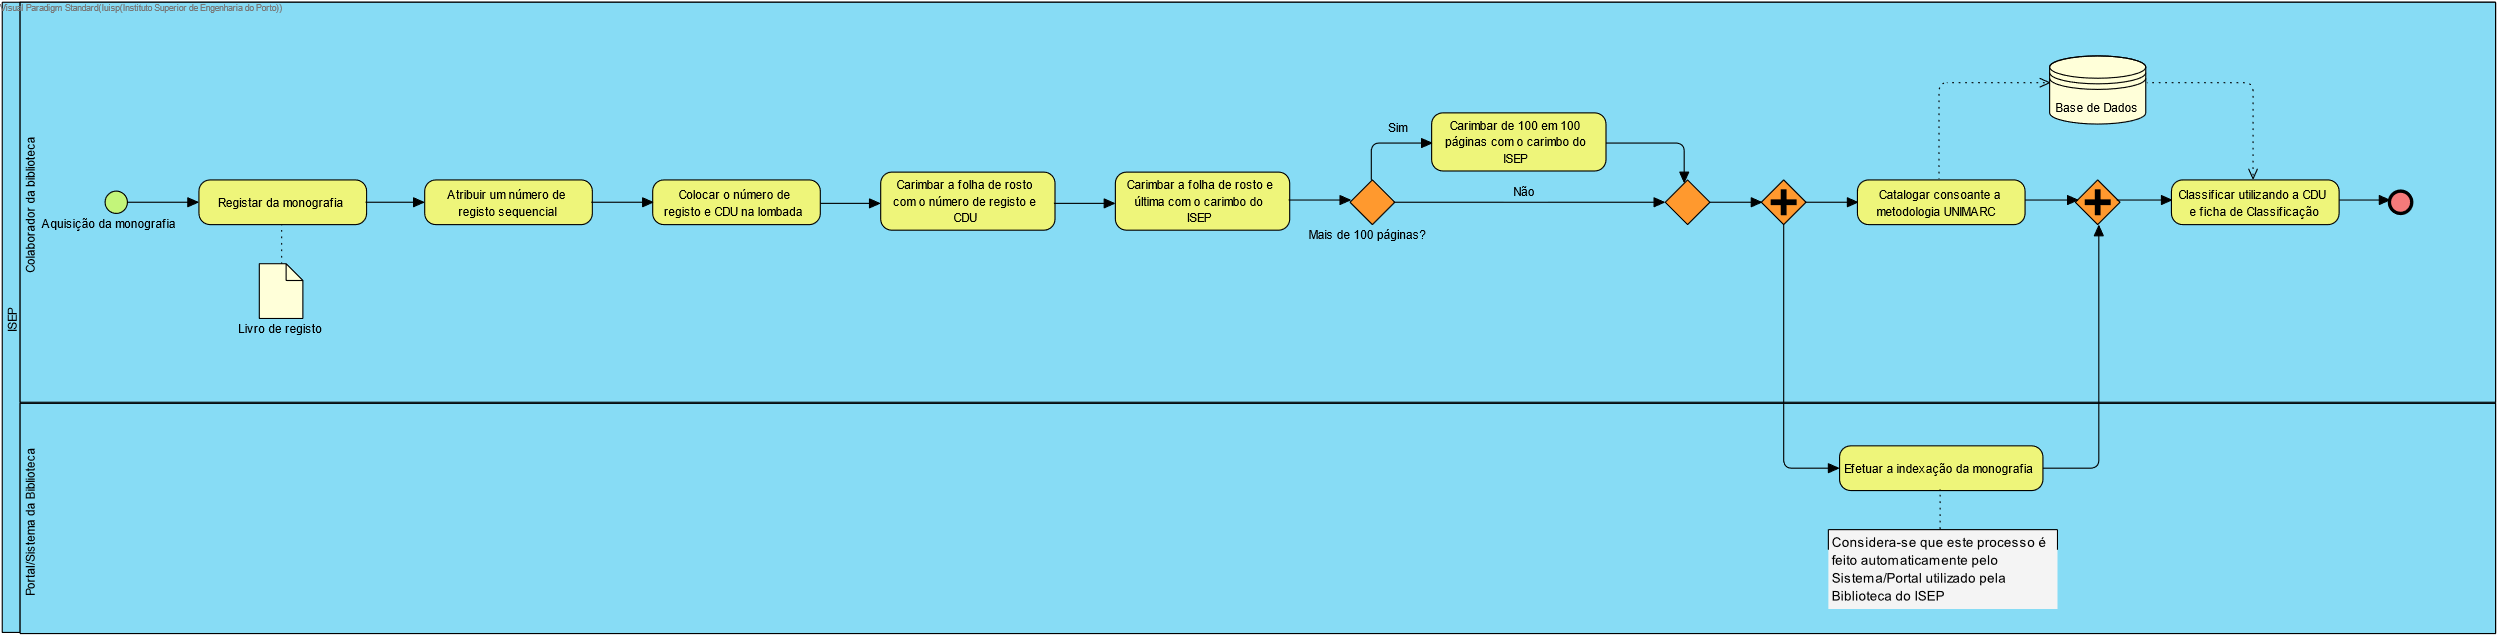 Visual Paradigm Standard(luisp(Instituto Superior de Engenharia do Porto))
ISEP
Colaborador da biblioteca
Aquisição da monografia
Registar da monografia
Livro de registo
Atribuir um número de
registo sequencial
Colocar o número de
registo e CDU na lombada
Carimbar a folha de rosto
com o número de registo e
CDU
Carimbar a folha de rosto e
última com o carimbo do
ISEP
Mais de 100 páginas?
Sim
Carimbar de 100 em 100
páginas com o carimbo do
ISEP
Não
Catalogar consoante a
metodologia UNIMARC
Base de Dados
Classificar utilizando a CDU
e ficha de Classificação
Portal/Sistema da Biblioteca
Efetuar a indexação da monografia
Considera-se que este processo é
feito automaticamente pelo
Sistema/Portal utilizado pela
Biblioteca do ISEP